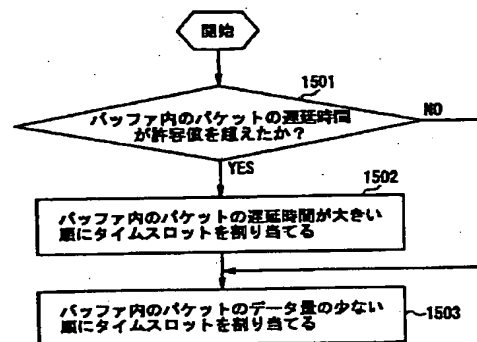 開始
1501
バッファ内のパケットの遅延時間
が許容値を超えたか?
NO
YES
1502
バッファ内のパケットの遅延時間が大きい
順にタイムスロットを割り当てる
バッファ内のパケットのデータ量の少ない
順にタイムスロットを割り当てる
1503